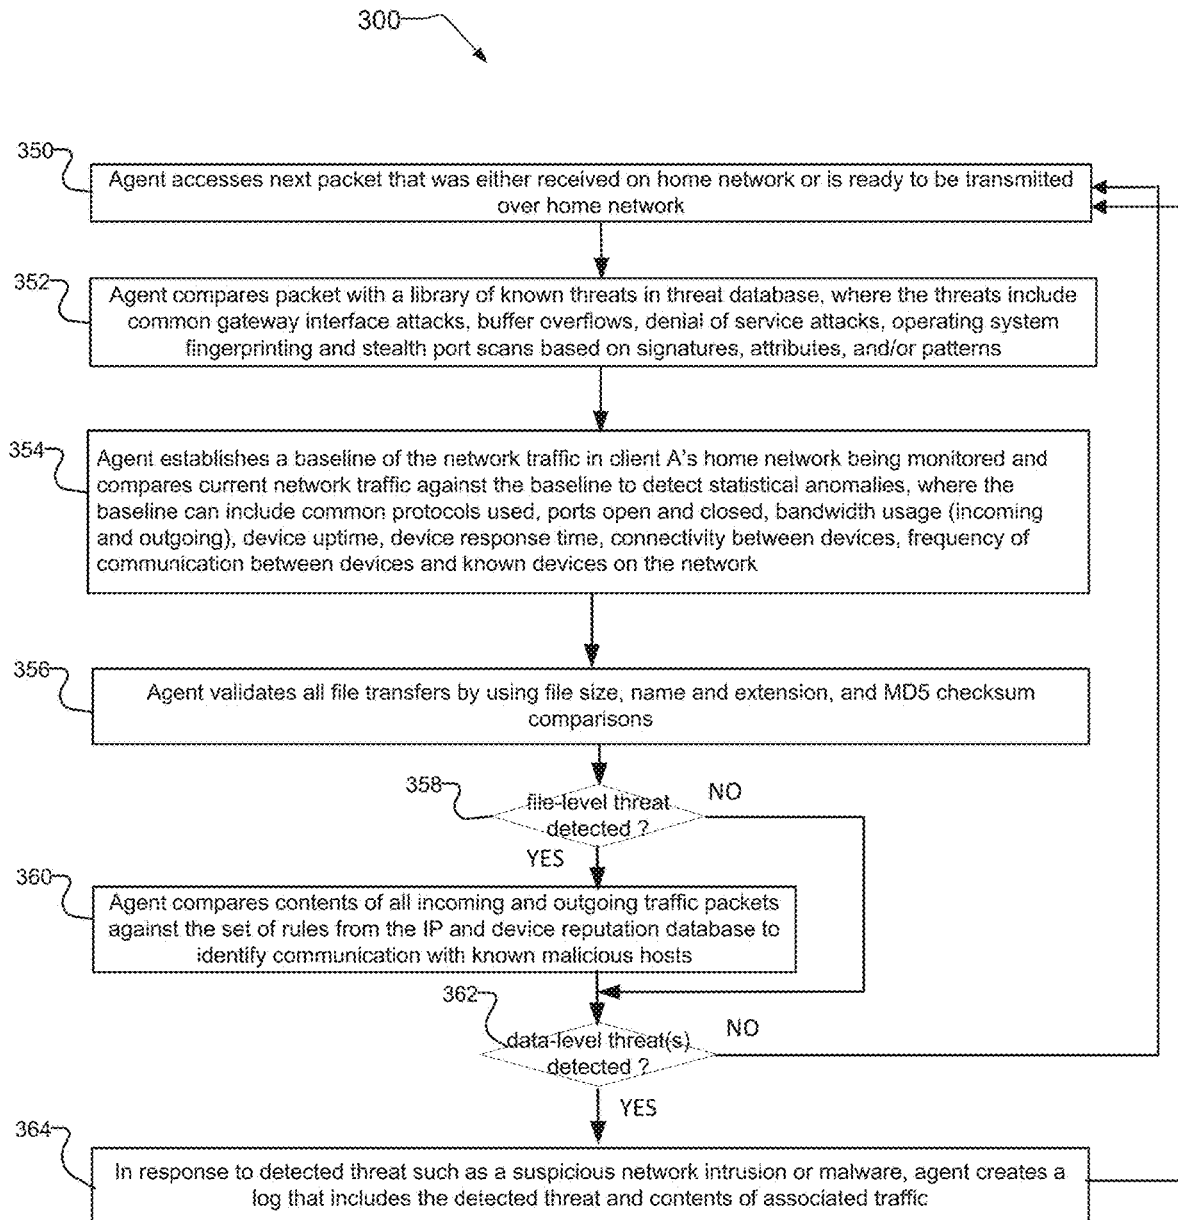 300
350
Agent accesses next packet that was either received on home network or is ready to be transmitted
over home network
352
Agent compares packet with a library of known threats in threat database, where the threats include
common gateway interface attacks, buffer overflows, denial of service attacks, operating system
fingerprinting and stealth port scans based on signatures, attributes, and/or patterns
354
Agent establishes a baseline of the network traffic in client A's home network being monitored and
compares current network traffic against the baseline to detect statistical anomalies, where the
baseline can include common protocols used, ports open and closed, bandwidth usage (incoming
and outgoing), device uptime, device response time, connectivity between devices, frequency of
communication between devices and known devices on the network
356
Agent validates all file transfers by using file size, name and extension, and MD5 checksum
comparisons
358
file-level threat
detected ?
NO
YES
360
Agent compares contents of all incoming and outgoing traffic packets
against the set of rules from the IP and device reputation database to
identify communication with known malicious hosts
362
data-level threat(s)
detected ?
NO
YES
364
In response to detected threat such as a suspicious network intrusion or malware, agent creates a
log that includes the detected threat and contents of associated traffic